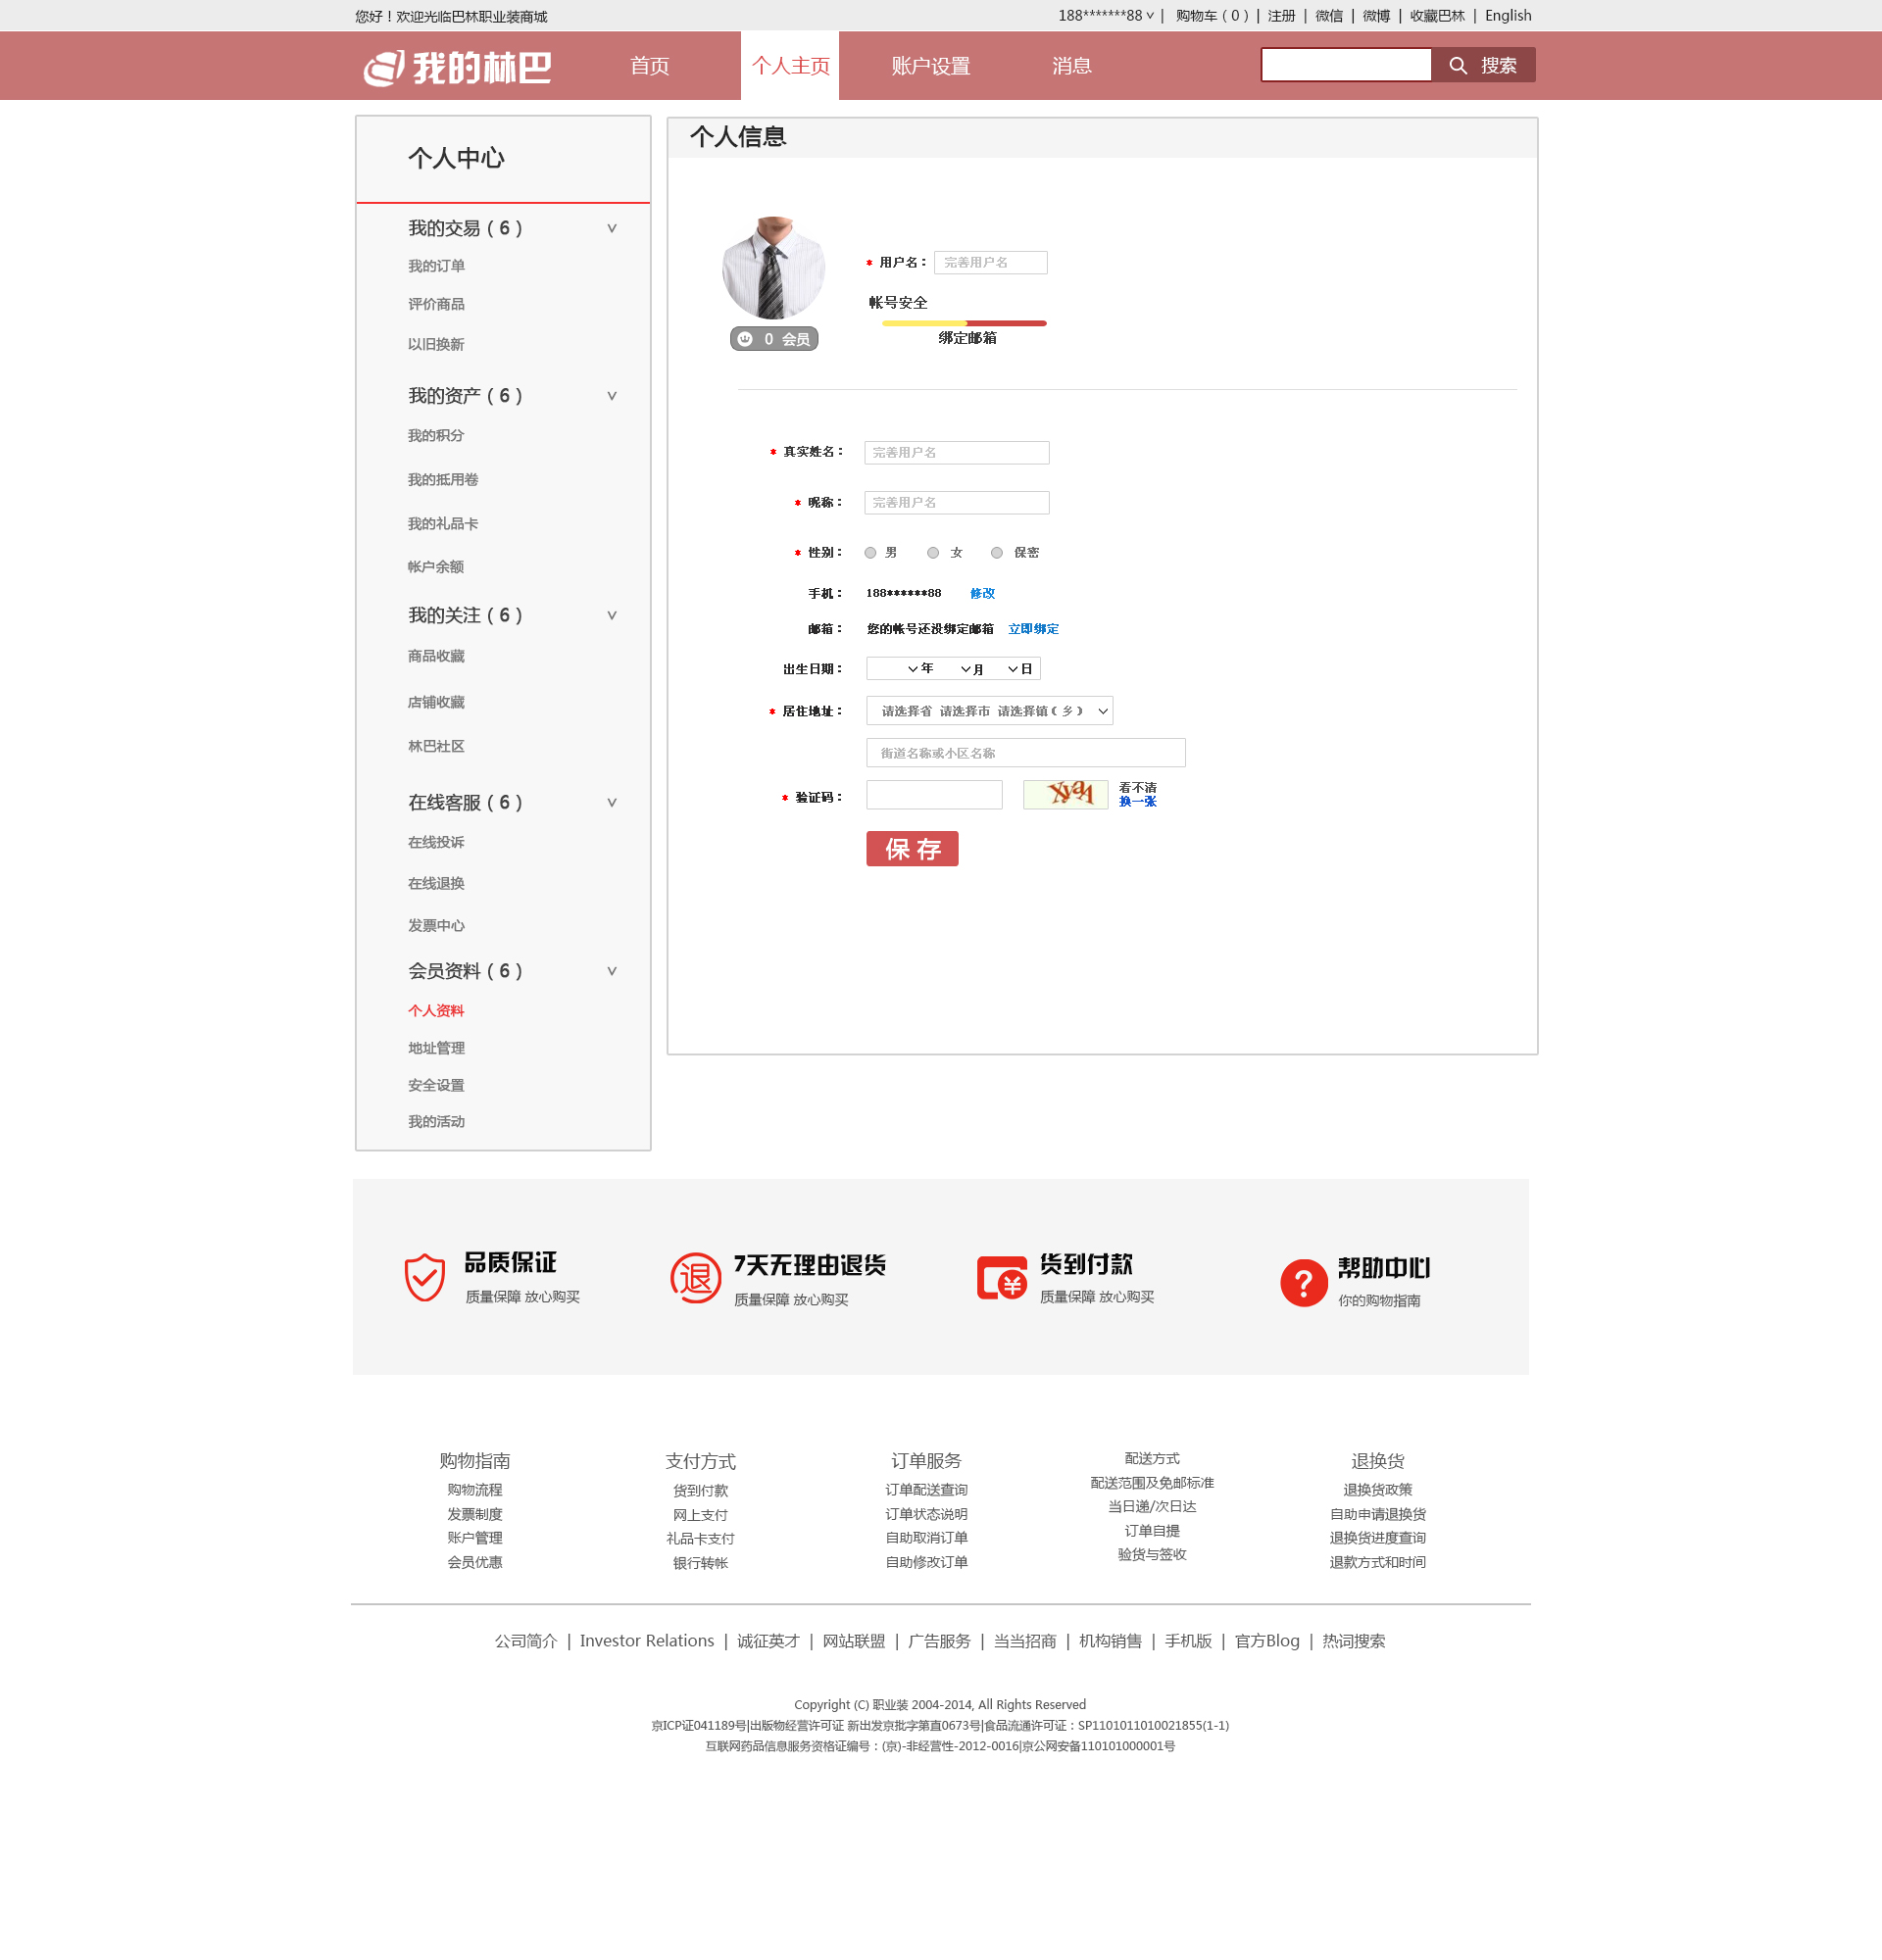 您好！欢迎光临巴林职业装商城
188*******88 ∨ | 购物车（0）| 注册 | 微信 | 微博 | 收藏巴林 | English
我的林巴 首页 个人主页 账户设置 消息 搜索
个人中心
我的交易（6）
我的订单
评价商品
以旧换新
我的资产（6）
我的积分
我的抵用卷
我的礼品卡
帐户余额
我的关注（6）
商品收藏
店铺收藏
林巴社区
在线客服（6）
在线投诉
在线退换
发票中心
会员资料（6）
个人资料
地址管理
安全设置
我的活动
个人信息
0 会员
* 用户名： 完善用户名
帐号安全
绑定邮箱
* 真实姓名： 完善用户名
* 昵称： 完善用户名
* 性别： 男 女 保密
手机： 188******88 修改
邮箱： 您的帐号还没绑定邮箱 立即绑定
出生日期： 年 月 日
* 居住地址： 请选择省 请选择市 请选择镇（乡）
街道名称或小区名称
* 验证码： 看不清
换一张
保存
品质保证
质量保障 放心购买
退 7天无理由退货
质量保障 放心购买
¥ 货到付款
质量保障 放心购买
? 帮助中心
你的购物指南
购物指南
购物流程
发票制度
账户管理
会员优惠
支付方式
货到付款
网上支付
礼品卡支付
银行转帐
订单服务
订单配送查询
订单状态说明
自助取消订单
自助修改订单
配送方式
配送范围及免邮标准
当日递/次日达
订单自提
验货与签收
退换货
退换货政策
自助申请退换货
退换货进度查询
退款方式和时间
公司简介 | Investor Relations | 诚征英才 | 网站联盟 | 广告服务 | 当当招商 | 机构销售 | 手机版 | 官方Blog | 热词搜索
Copyright (C) 职业装 2004-2014, All Rights Reserved
京ICP证041189号|出版物经营许可证 新出发京批字第直0673号|食品流通许可证：SP1101011010021855(1-1)
互联网药品信息服务资格证编号：(京)-非经营性-2012-0016|京公网安备110101000001号